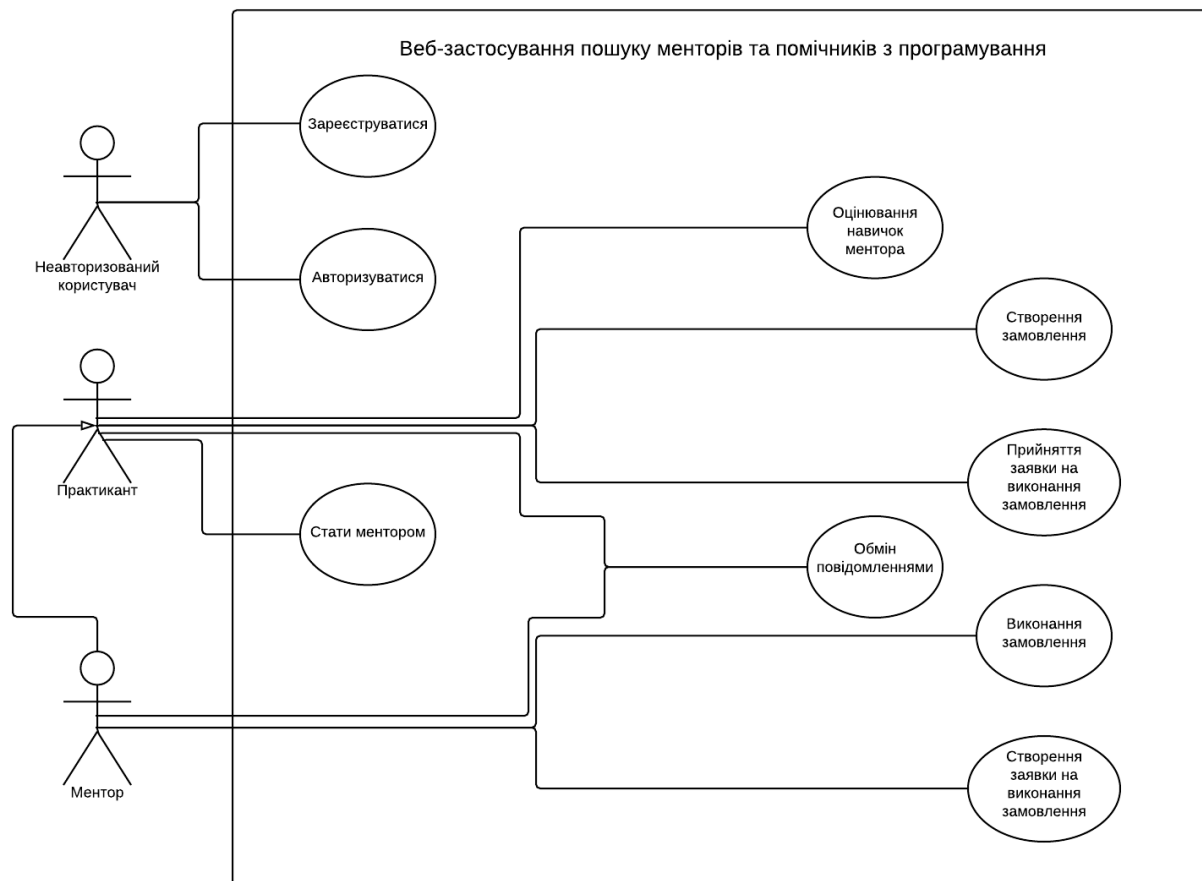 Веб-застосування пошуку менторів та помічників з програмування
Зареєструватися
Неавторизований
користувач
Авторизуватися
Оцінювання
навичок
ментора
Створення
замовлення
Практикант
Стати ментором
Прийняття
заявки на
виконання
замовлення
Обмін
повідомленнями
Виконання
замовлення
Ментор
Створення
заявки на
виконання
замовлення